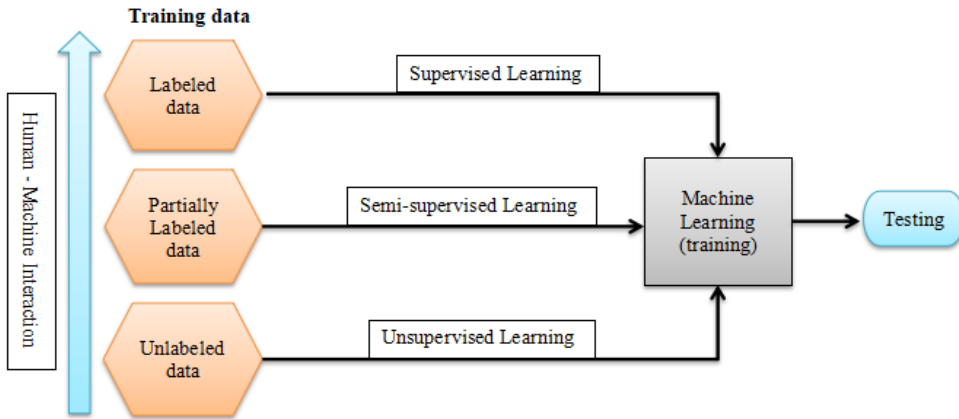 Training data
Human - Machine Interaction
Labeled
data
Supervised Learning
Partially
Labeled
data
Semi-supervised Learning
Machine
Learning
(training)
Testing
Unlabeled
data
Unsupervised Learning